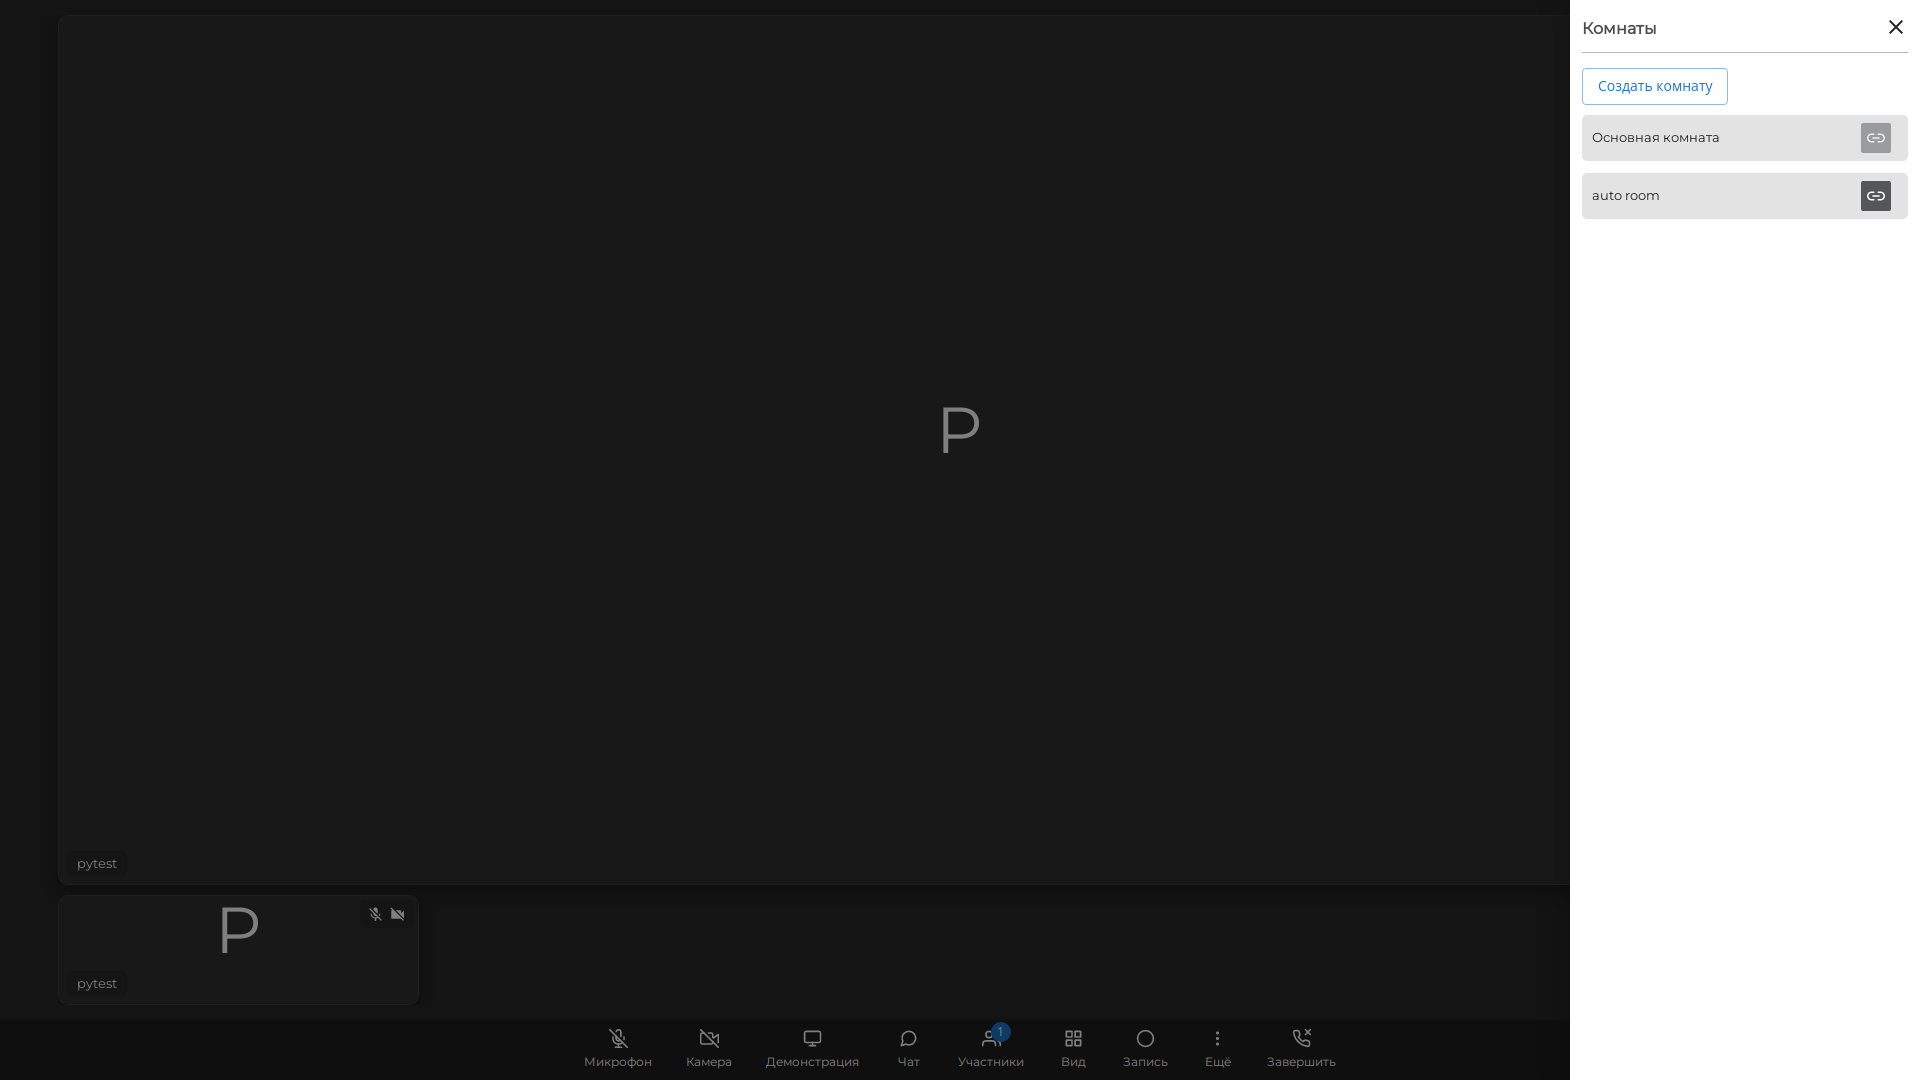 Комнаты
Создать комнату
Основная комната
auto room
P
pytest
P
pytest
1
Микрофон
Камера
Демонстрация
Чат
Участники
Вид
Запись
Ещё
Завершить